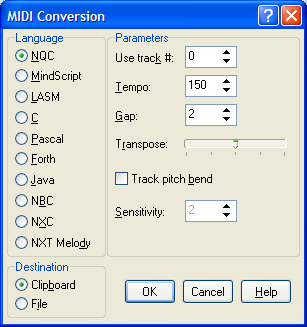 MIDI Conversion
Language
NQC
MindScript
LASM
C
Pascal
Forth
Java
NBC
NXC
NXT Melody
Destination
Clipboard
File
Parameters
Use track #: 0
Tempo: 150
Gap: 2
Transpose:
Track pitch bend
Sensitivity: 2
OK Cancel Help